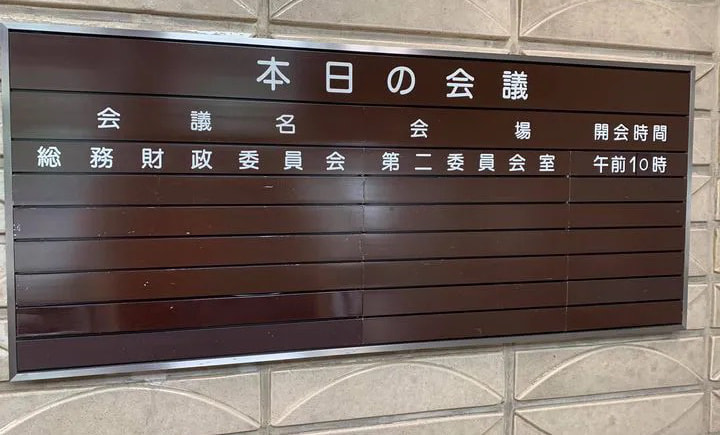 本日の会議
会議名 会場 開会時間
総務財政委員会 第二委員会室 午前10時